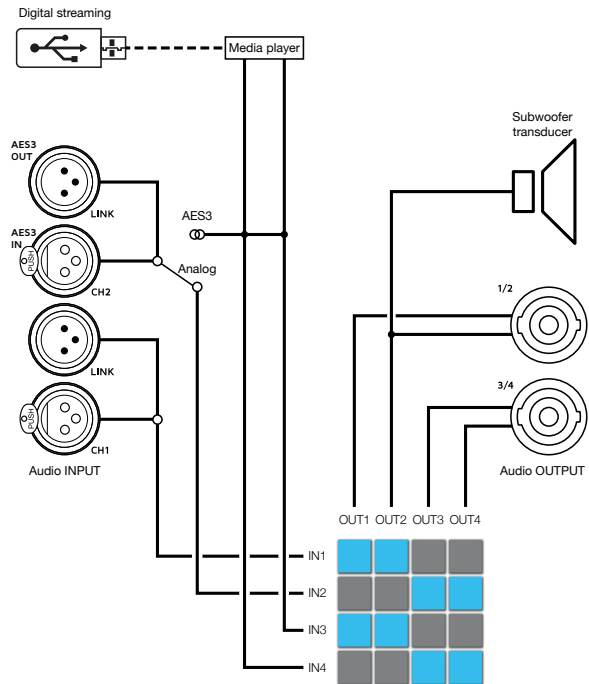 Digital streaming
Media player
Subwoofer
transducer
AES3
OUT
LINK
AES3
AES3
IN
PUSH
Analog
CH2
1/2
LINK
3/4
PUSH
CH1
Audio INPUT
Audio OUTPUT
OUT1 OUT2 OUT3 OUT4
IN1
IN2
IN3
IN4